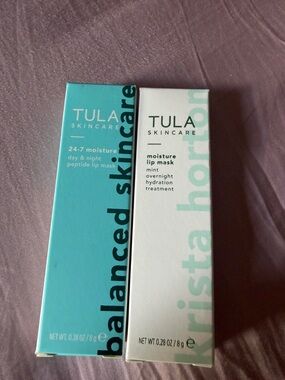 TULA
SKINCARE
24-7 moisture
day & night
peptide lip mask
balanced skincare
NET WT. 0.28 OZ / 8 g e
TULA
SKINCARE
moisture
lip mask
mint
overnight
hydration
treatment
krista horton
NET WT. 0.28 OZ / 8 g e